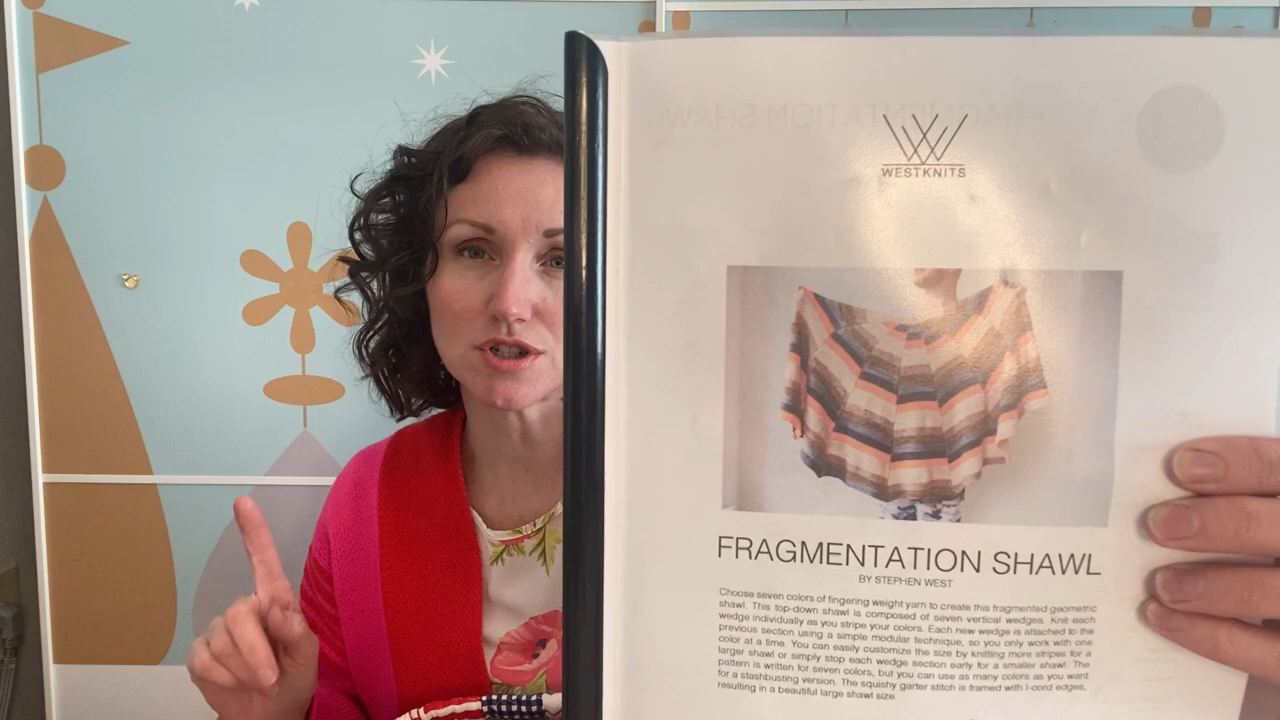 WESTKNITS
FRAGMENTATION SHAWL
BY STEPHEN WEST
Choose seven colors of fingering weight yarn to create this fragmented geometric
shawl. This top-down shawl is composed of seven vertical wedges. Knit each
wedge individually as you stripe your colors. Each new wedge is attached to the
previous section using a simple modular technique, so you only work with one
color at a time. You can easily customize the size by knitting more stripes for a
larger shawl or simply stop each wedge section early for a smaller shawl. The
pattern is written for seven colors, but you can use as many colors as you want
for a stashbusting version. The squishy garter stitch is framed with I-cord edges,
resulting in a beautiful large shawl size.